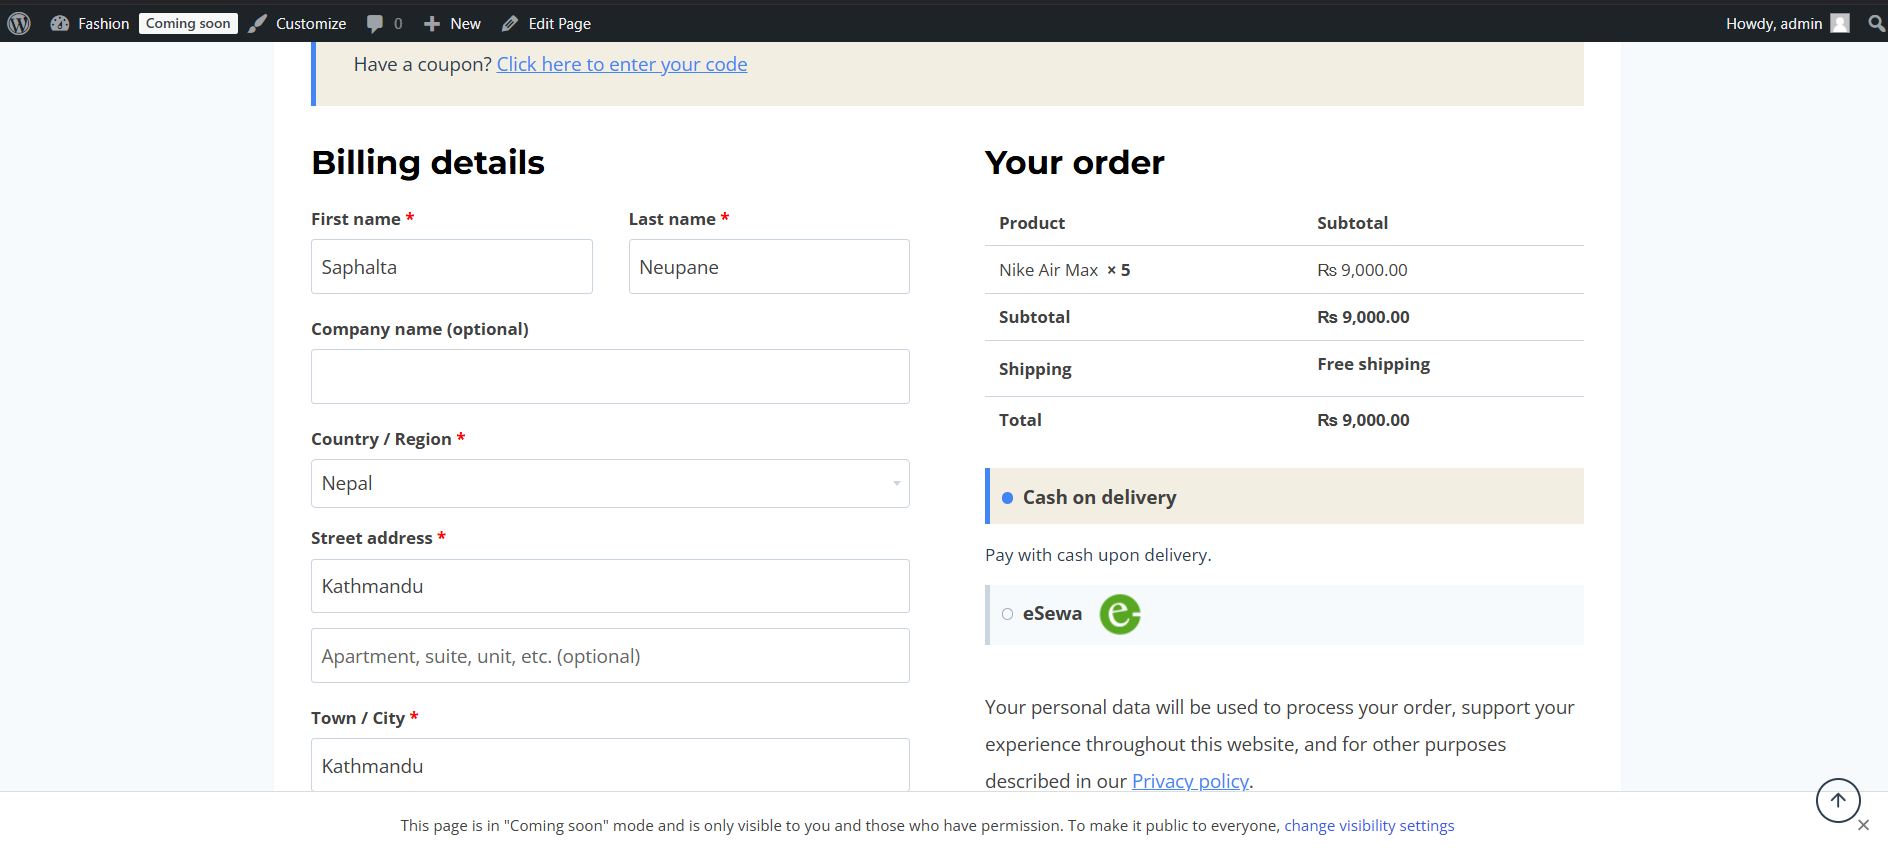 Fashion Coming soon Customize 0 New Edit Page Howdy, admin
Have a coupon? Click here to enter your code
Billing details
First name * Last name *
Saphalta Neupane
Company name (optional)
Country / Region *
Nepal
Street address *
Kathmandu
Apartment, suite, unit, etc. (optional)
Town / City *
Kathmandu
Your order
Product Subtotal
Nike Air Max × 5 ₨ 9,000.00
Subtotal ₨ 9,000.00
Shipping Free shipping
Total ₨ 9,000.00
Cash on delivery
Pay with cash upon delivery.
eSewa e
Your personal data will be used to process your order, support your
experience throughout this website, and for other purposes
described in our Privacy policy.
This page is in "Coming soon" mode and is only visible to you and those who have permission. To make it public to everyone, change visibility settings